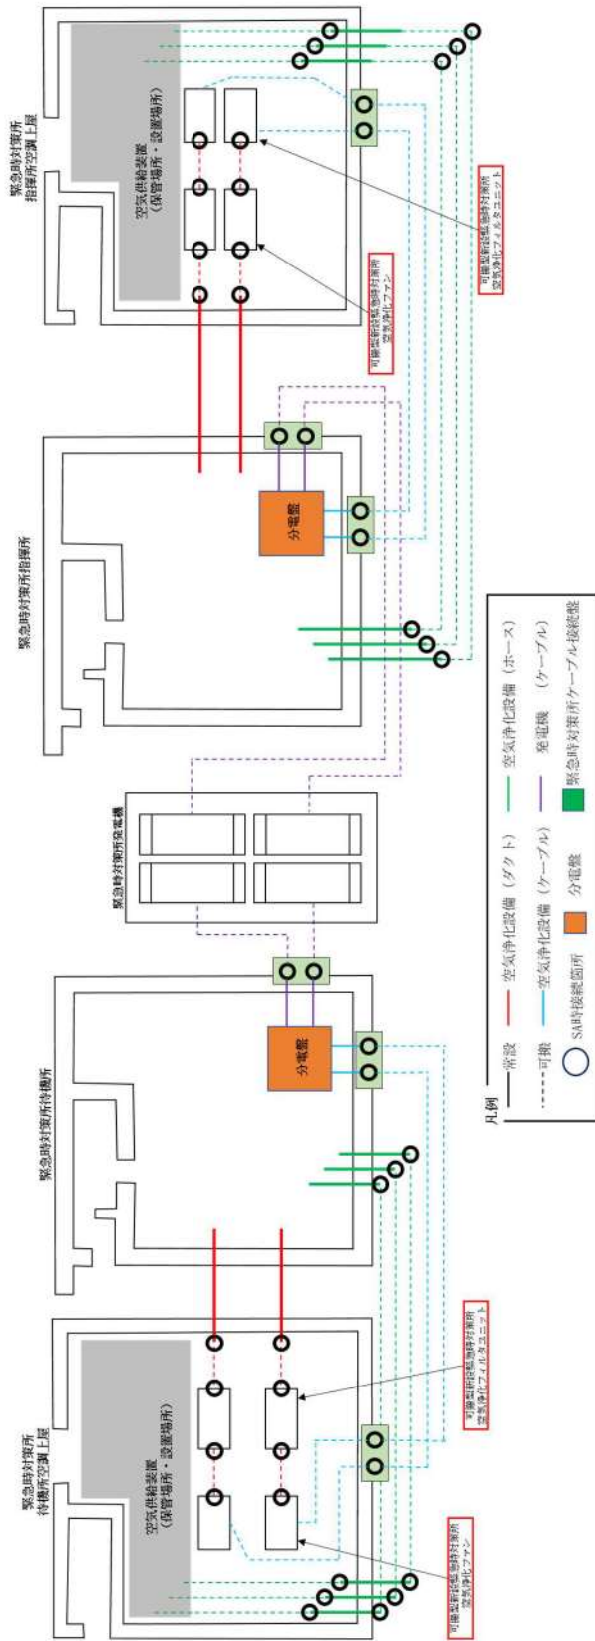 緊急時対策所
待機所空調上屋
空気供給装置
（保管場所・設置場所）
可搬型新設緊急時対策所
空気浄化ファン
可搬型新設緊急時対策所
空気浄化フィルタユニット
緊急時対策所待機所
分電盤
緊急時対策所発電機
緊急時対策所指揮所
分電盤
緊急時対策所
指揮所空調上屋
空気供給装置
（保管場所・設置場所）
可搬型新設緊急時対策所
空気浄化ファン
可搬型新設緊急時対策所
空気浄化フィルタユニット
凡例
常設 空気浄化設備（ダクト） 空気浄化設備（ホース）
可搬 空気浄化設備（ケーブル） 発電機 （ケーブル）
SA時接続箇所 分電盤 緊急時対策所ケーブル接続盤